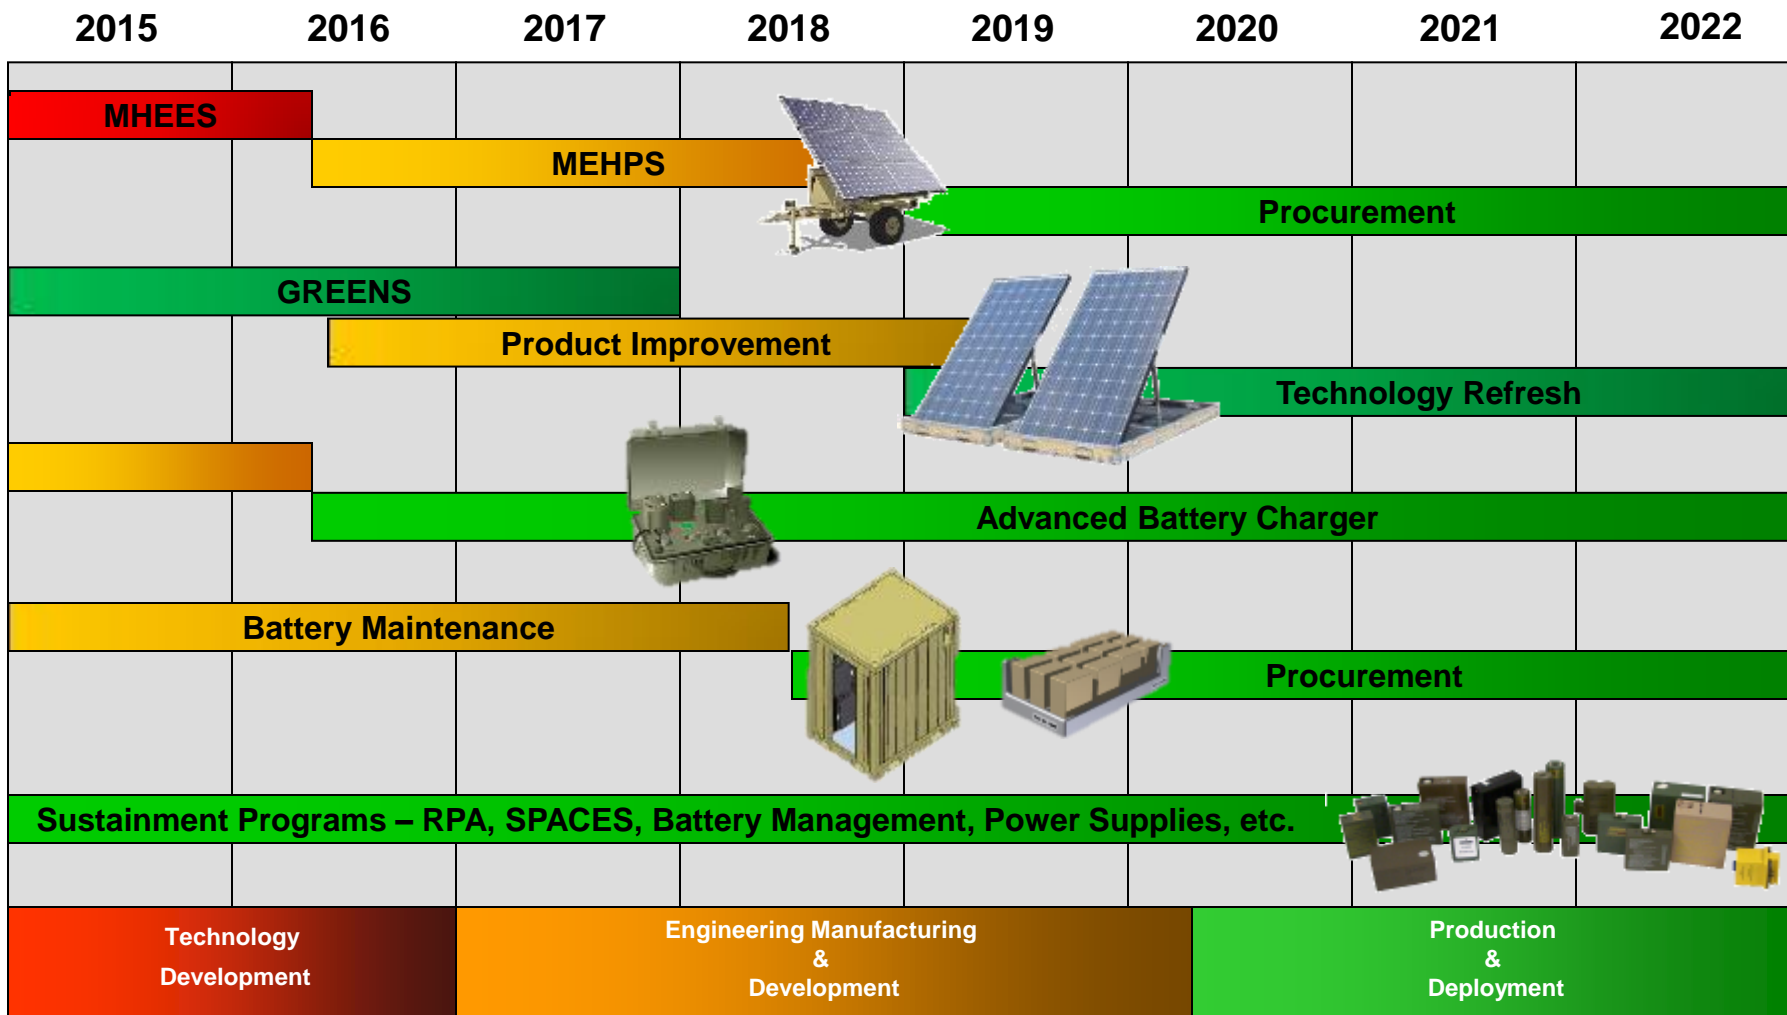 2015 2016 2017 2018 2019 2020 2021 2022
MHEES
MEHPS
Procurement
GREENS
Product Improvement
Technology Refresh
Advanced Battery Charger
Battery Maintenance
Procurement
Sustainment Programs – RPA, SPACES, Battery Management, Power Supplies, etc.
Technology
Development
Engineering Manufacturing
&
Development
Production
&
Deployment